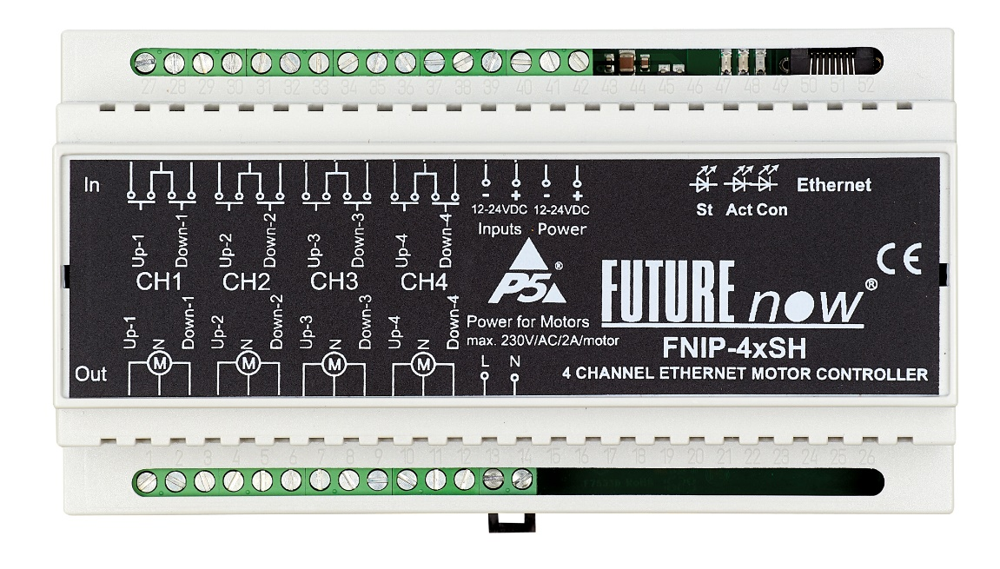 27 28 29 30 31 32 33 34 35 36 37 38 39 40 41 42 43 44 45 46 47 48 49 50 51 52
In
- + - +
12-24VDC 12-24VDC
Inputs Power
St Act Con
Ethernet
Up-1 Down-1 Up-2 Down-2 Up-3 Down-3 Up-4 Down-4
CH1 CH2 CH3 CH4
P5®
FUTURE now®
CE
Up-1 N Down-1 Up-2 N Down-2 Up-3 N Down-3 Up-4 N Down-4
M M M M
Power for Motors
max. 230V/AC/2A/motor
L N
FNIP-4xSH
4 CHANNEL ETHERNET MOTOR CONTROLLER
Out
1 2 3 4 5 6 7 8 9 10 11 12 13 14 15 16 17 18 19 20 21 22 23 24 25 26